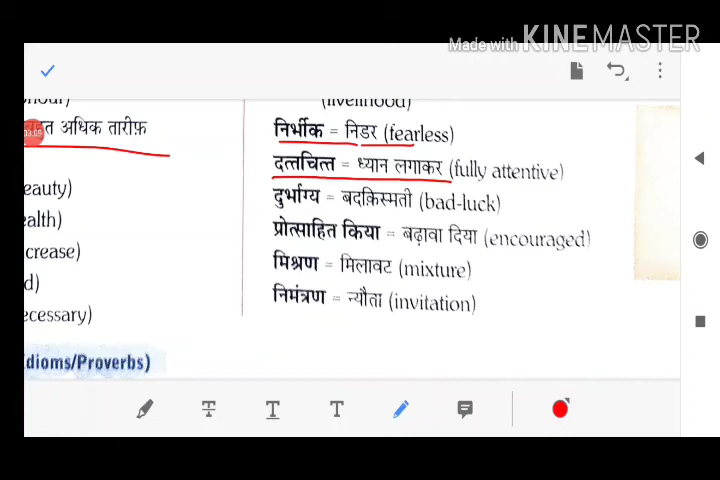 Made with KINEMASTER
(livelihood)
अधिक तारीफ़
निर्भीक = निडर (fearless)
दत्तचित्त = ध्यान लगाकर (fully attentive)
दुर्भाग्य = बदक़िस्मती (bad-luck)
प्रोत्साहित किया = बढ़ावा दिया (encouraged)
मिश्रण = मिलावट (mixture)
निमंत्रण = न्यौता (invitation)
eauty)
ealth)
crease)
d)
ecessary)
dioms/Proverbs)